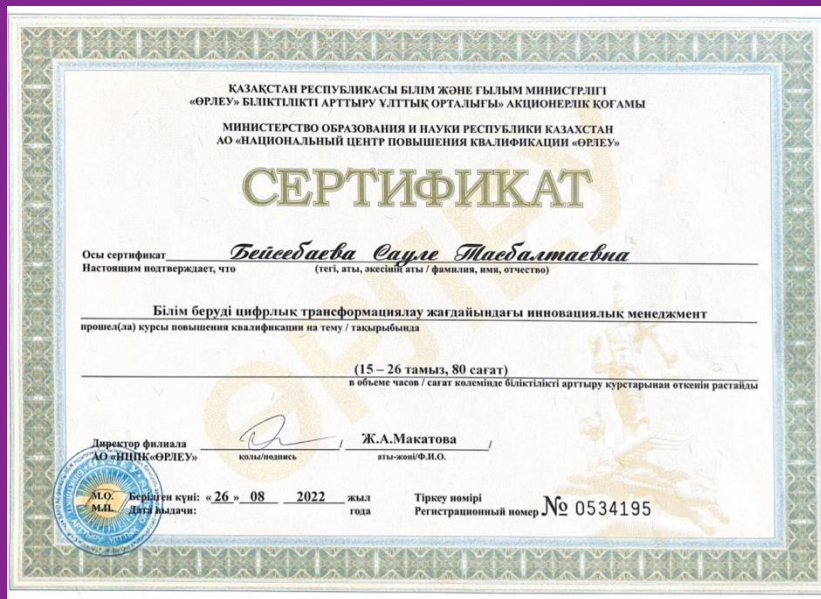 ҚАЗАҚСТАН РЕСПУБЛИКАСЫ БІЛІМ ЖӘНЕ ҒЫЛЫМ МИНИСТРЛІГІ
«ӨРЛЕУ» БІЛІКТІЛІКТІ АРТТЫРУ ҰЛТТЫҚ ОРТАЛЫҒЫ» АКЦИОНЕРЛІК ҚОҒАМЫ
МИНИСТЕРСТВО ОБРАЗОВАНИЯ И НАУКИ РЕСПУБЛИКИ КАЗАХСТАН
АО «НАЦИОНАЛЬНЫЙ ЦЕНТР ПОВЫШЕНИЯ КВАЛИФИКАЦИИ «ӨРЛЕУ»
СЕРТИФИКАТ
Осы сертификат Бейсебаева Сауле Тасбалтаевна
Настоящим подтверждает, что (тегі, аты, әкесінің аты / фамилия, имя, отчество)
Білім беруді цифрлық трансформациялау жағдайындағы инновациялық менеджмент
прошел(ла) курсы повышения квалификации на тему / тақырыбында
(15 – 26 тамыз, 80 сағат)
в объеме часов / сағат көлемінде біліктілікті арттыру курстарынан өткенін растайды
Директор филиала / Ж.А.Макатова /
АО «НЦПК«ӨРЛЕУ» қолы/подпись аты-жөні/Ф.И.О.
М.О. Берілген күні: « 26 » 08 2022 жыл Тіркеу нөмірі
М.П. Дата выдачи: года Регистрационный номер № 0534195
ӨРЛЕУ